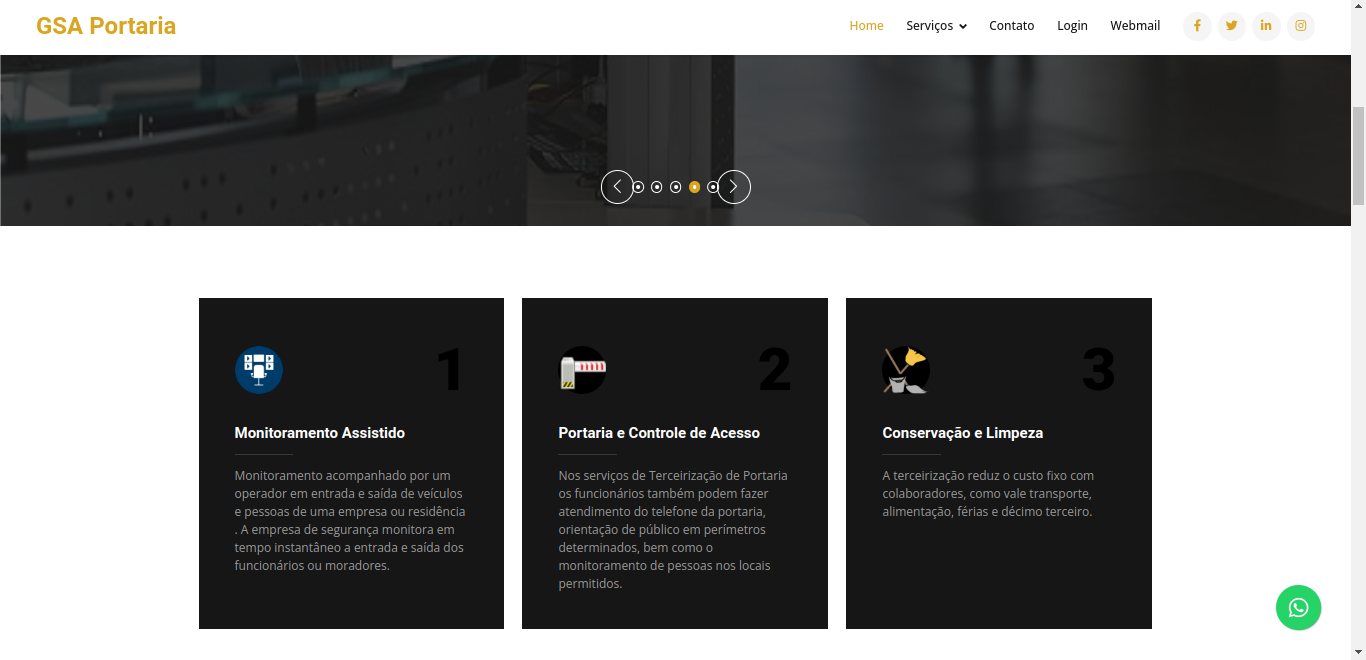 GSA Portaria
Home Serviços Contato Login Webmail
1
Monitoramento Assistido
Monitoramento acompanhado por um
operador em entrada e saída de veículos
e pessoas de uma empresa ou residência
. A empresa de segurança monitora em
tempo instantâneo a entrada e saída dos
funcionários ou moradores.
2
Portaria e Controle de Acesso
Nos serviços de Terceirização de Portaria
os funcionários também podem fazer
atendimento do telefone da portaria,
orientação de público em perímetros
determinados, bem como o
monitoramento de pessoas nos locais
permitidos.
3
Conservação e Limpeza
A terceirização reduz o custo fixo com
colaboradores, como vale transporte,
alimentação, férias e décimo terceiro.